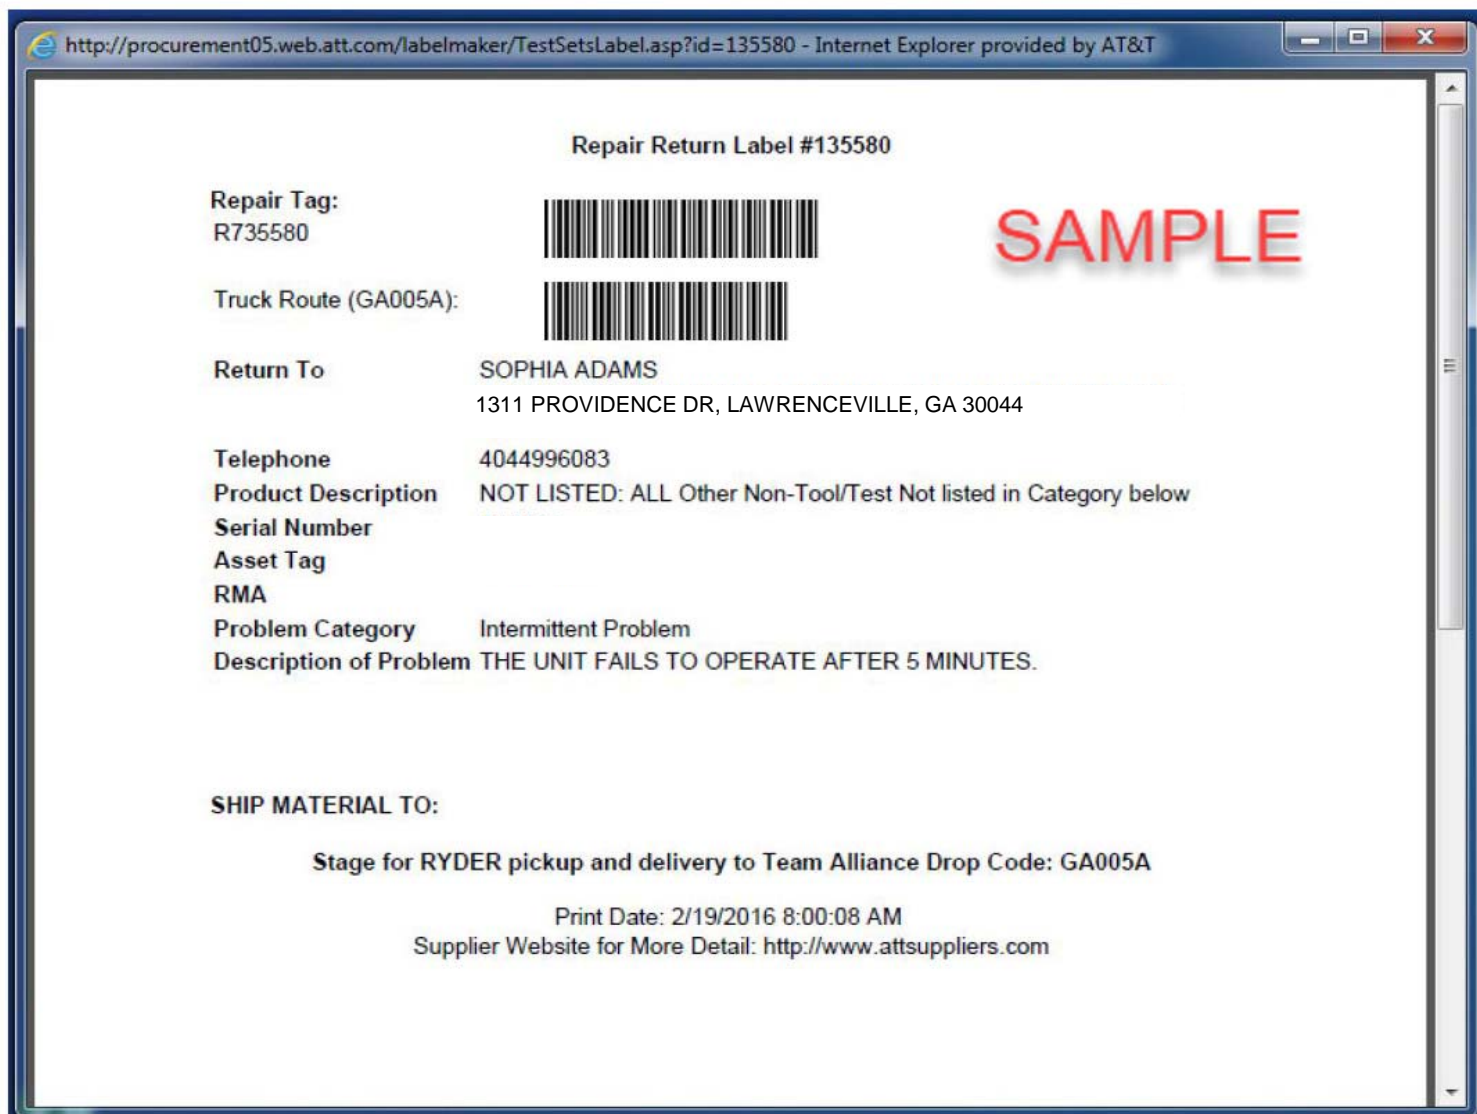 http://procurement05.web.att.com/labelmaker/TestSetsLabel.asp?id=135580 - Internet Explorer provided by AT&T
Repair Return Label #135580
Repair Tag:
R735580
SAMPLE
Truck Route (GA005A):
Return To SOPHIA ADAMS
1311 PROVIDENCE DR, LAWRENCEVILLE, GA 30044
Telephone 4044996083
Product Description NOT LISTED: ALL Other Non-Tool/Test Not listed in Category below
Serial Number
Asset Tag
RMA
Problem Category Intermittent Problem
Description of Problem THE UNIT FAILS TO OPERATE AFTER 5 MINUTES.
SHIP MATERIAL TO:
Stage for RYDER pickup and delivery to Team Alliance Drop Code: GA005A
Print Date: 2/19/2016 8:00:08 AM
Supplier Website for More Detail: http://www.attsuppliers.com